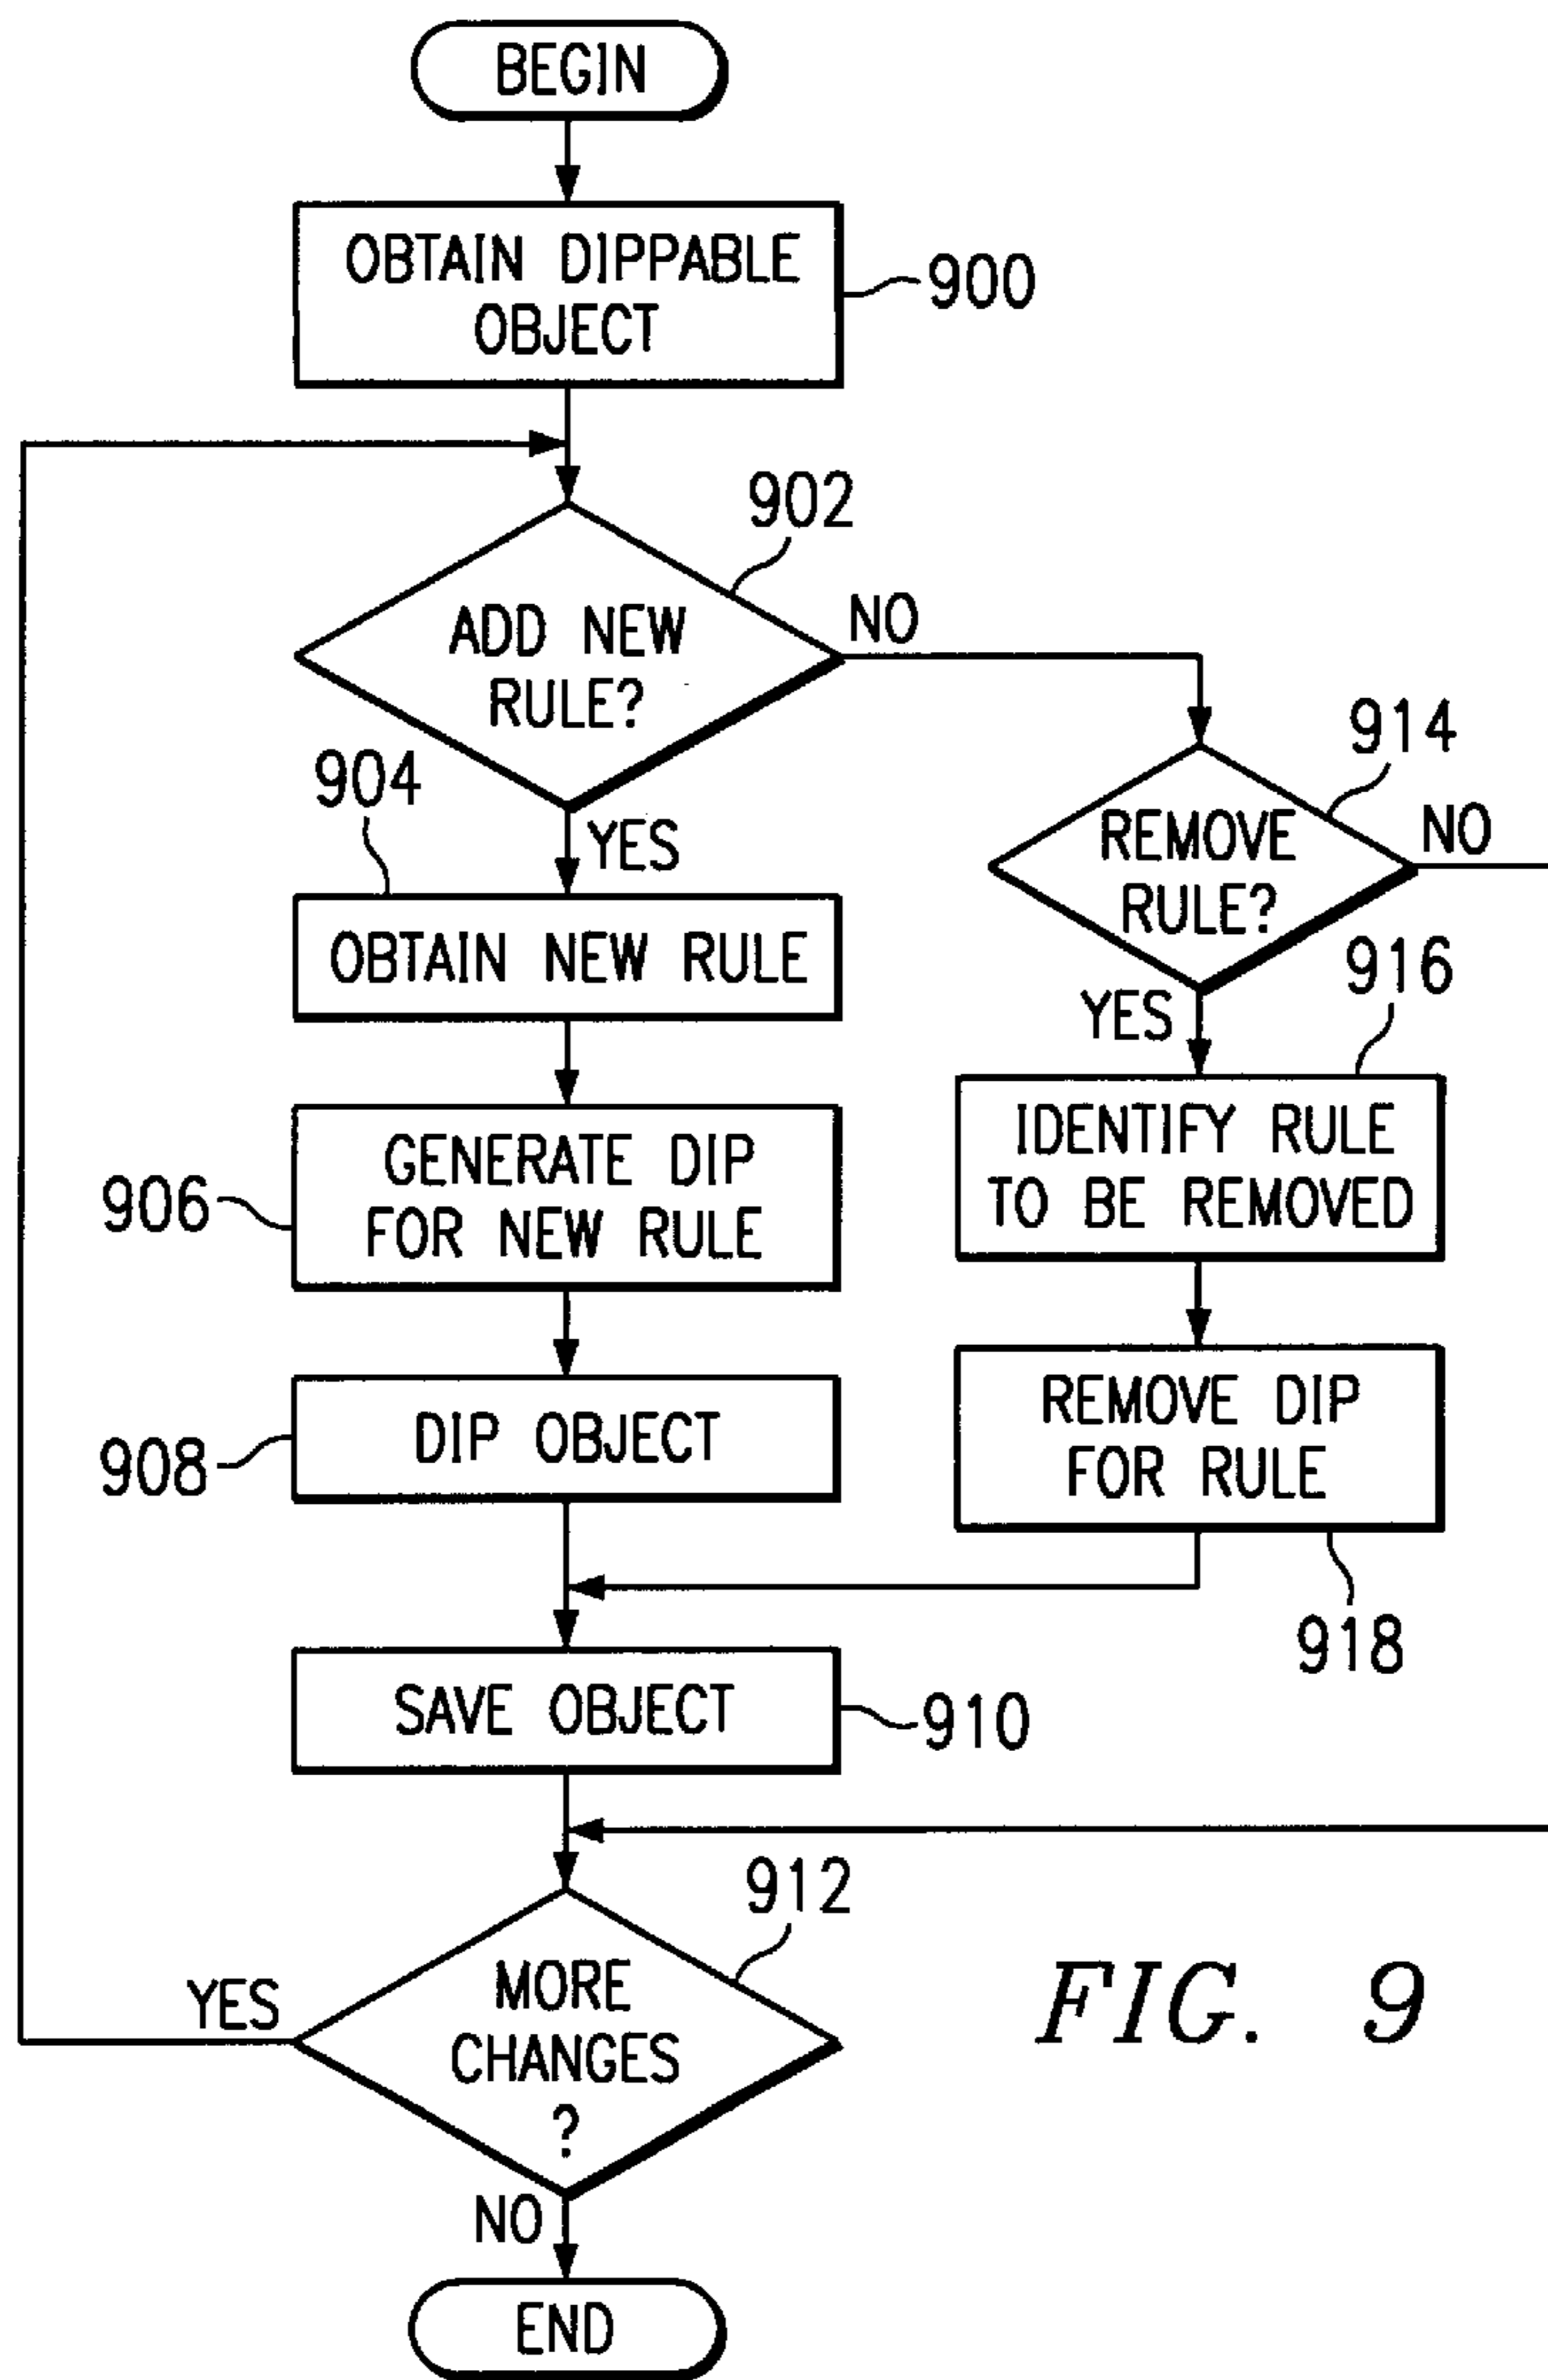 BEGIN
OBTAIN DIPPABLE
OBJECT
900
902
ADD NEW
RULE?
NO
YES
904
OBTAIN NEW RULE
906
GENERATE DIP
FOR NEW RULE
908
DIP OBJECT
914
REMOVE
RULE?
NO
YES
916
IDENTIFY RULE
TO BE REMOVED
REMOVE DIP
FOR RULE
918
SAVE OBJECT
910
912
MORE
CHANGES
?
YES
NO
END
FIG. 9